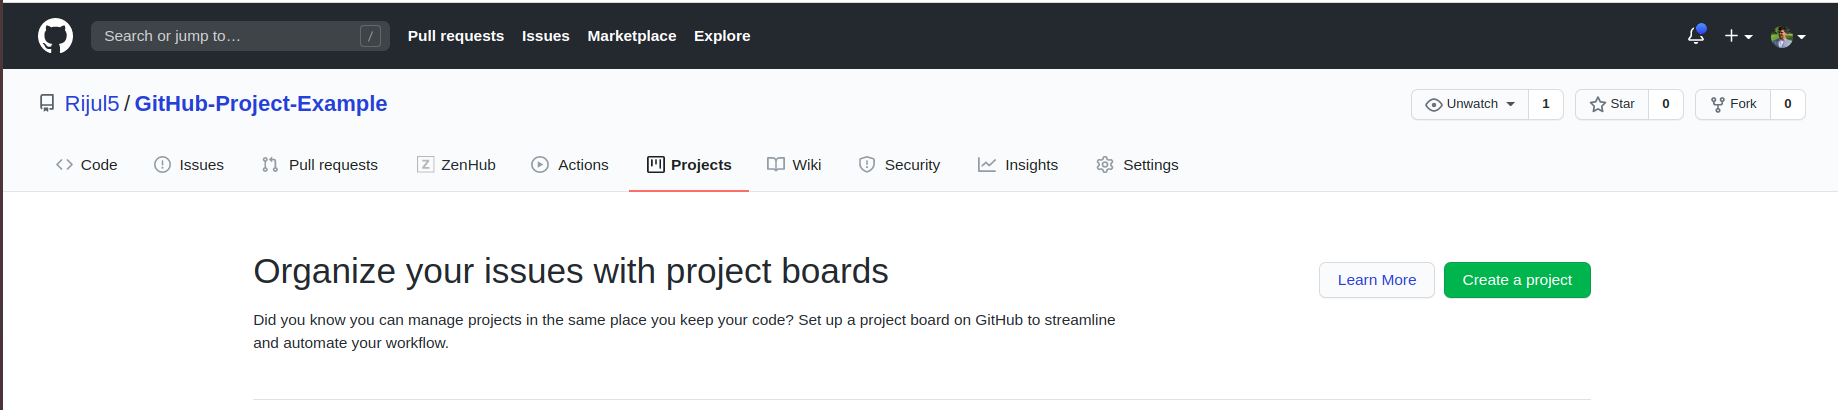 Search or jump to… / Pull requests Issues Marketplace Explore
Rijul5 / GitHub-Project-Example Unwatch 1 Star 0 Fork 0
Code Issues Pull requests Z ZenHub Actions Projects Wiki Security Insights Settings
Organize your issues with project boards
Learn More Create a project
Did you know you can manage projects in the same place you keep your code? Set up a project board on GitHub to streamline
and automate your workflow.